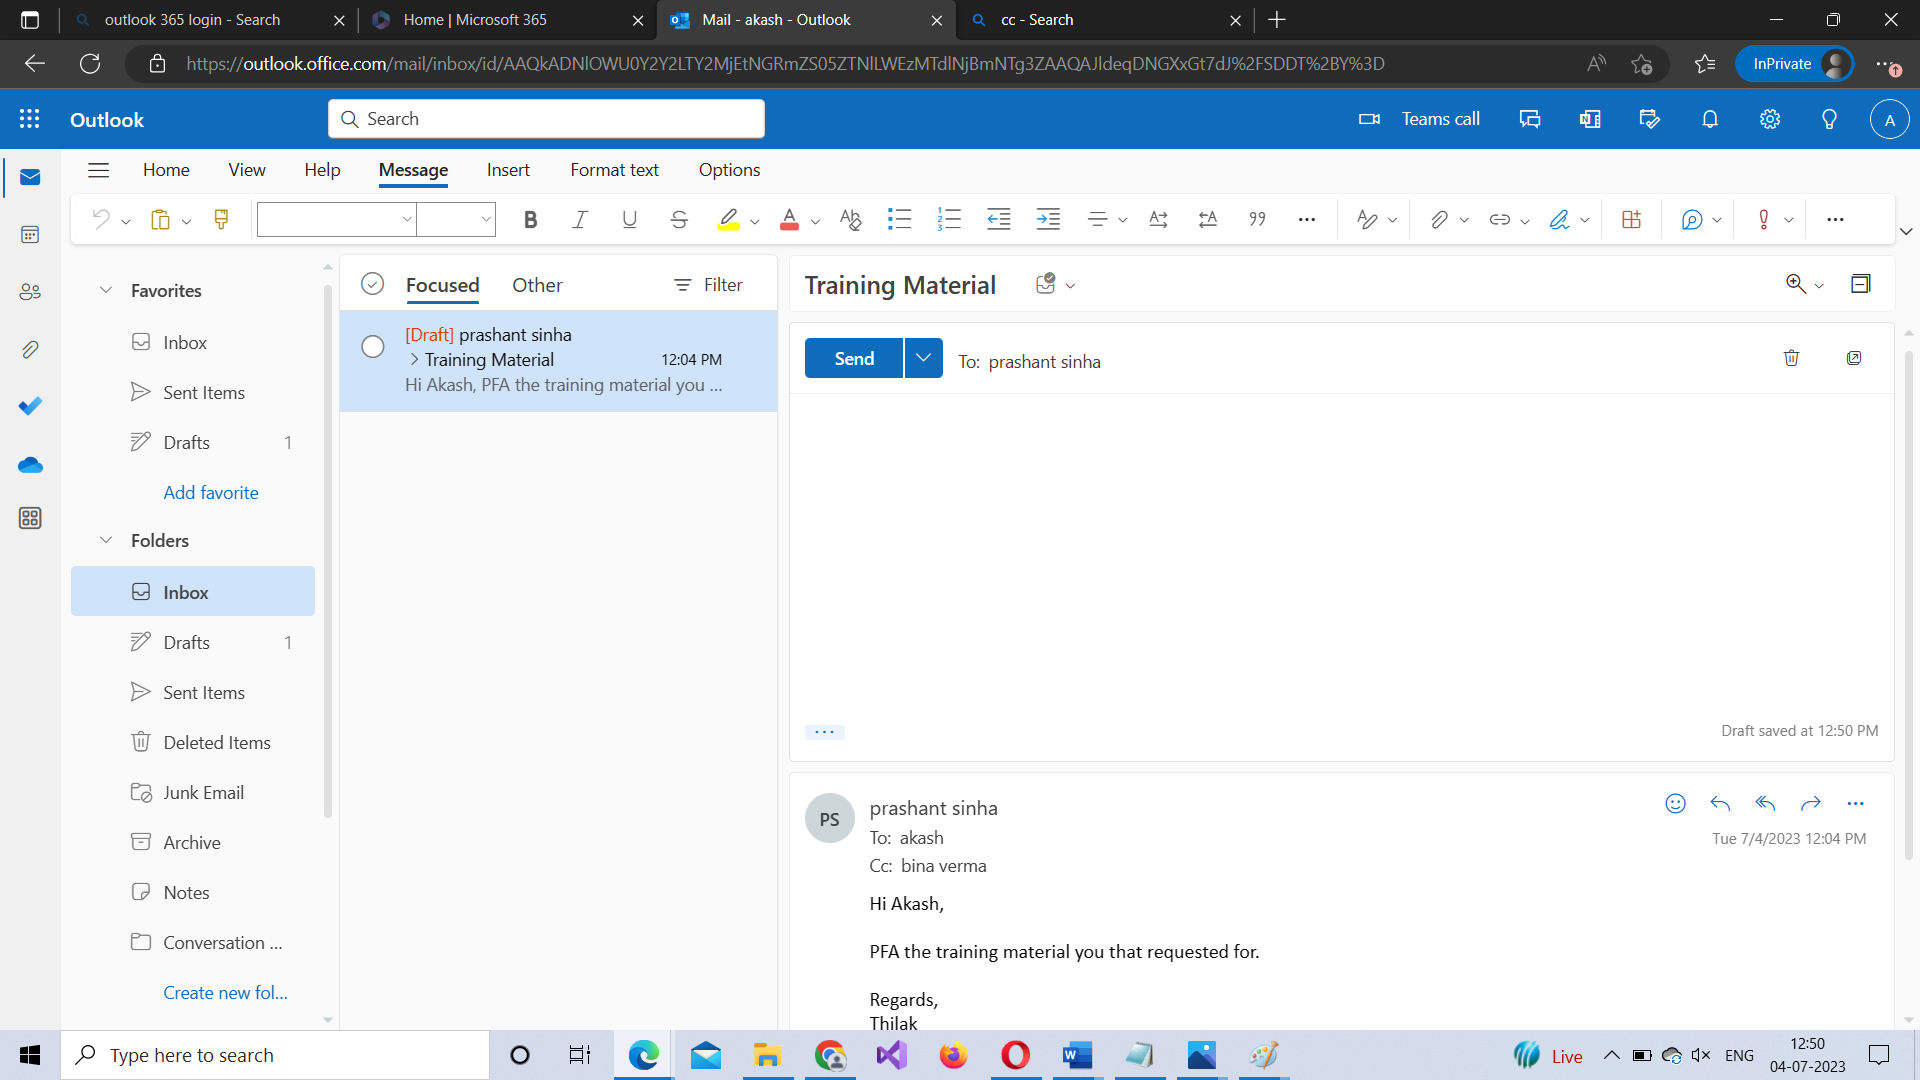 outlook 365 login - Search
Home | Microsoft 365
Mail - akash - Outlook
cc - Search
https://outlook.office.com/mail/inbox/id/AAQkADNlOWU0Y2Y2LTY2MjEtNGRmZS05ZTNlLWEzMTdlNjBmNTg3ZAAQAJldeqDNGXxGt7dJ%2FSDDT%2BY%3D
InPrivate
Outlook
Search
Teams call
A
Home
View
Help
Message
Insert
Format text
Options
Favorites
Inbox
Sent Items
Drafts 1
Add favorite
Folders
Inbox
Drafts 1
Sent Items
Deleted Items
Junk Email
Archive
Notes
Conversation ...
Create new fol...
Focused
Other
Filter
[Draft] prashant sinha
Training Material 12:04 PM
Hi Akash, PFA the training material you ...
Training Material
Send
To: prashant sinha
Draft saved at 12:50 PM
PS
prashant sinha
To: akash
Tue 7/4/2023 12:04 PM
Cc: bina verma
Hi Akash,
PFA the training material you that requested for.
Regards,
Thilak
Type here to search
Live
ENG
12:50
04-07-2023